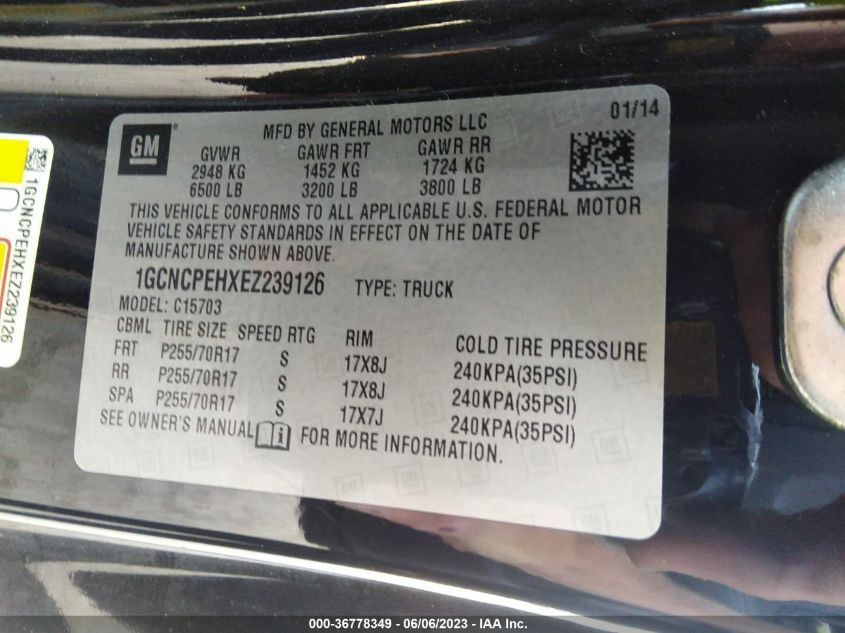 GM
MFD BY GENERAL MOTORS LLC
01/14
GVWR GAWR FRT GAWR RR
2948 KG 1452 KG 1724 KG
6500 LB 3200 LB 3800 LB
THIS VEHICLE CONFORMS TO ALL APPLICABLE U.S. FEDERAL MOTOR
VEHICLE SAFETY STANDARDS IN EFFECT ON THE DATE OF
MANUFACTURE SHOWN ABOVE.
1GCNCPEHXEZ239126 TYPE: TRUCK
MODEL: C15703
CBML TIRE SIZE SPEED RTG RIM COLD TIRE PRESSURE
FRT P255/70R17 S 17X8J 240KPA(35PSI)
RR P255/70R17 S 17X8J 240KPA(35PSI)
SPA P255/70R17 S 17X7J 240KPA(35PSI)
SEE OWNER'S MANUAL FOR MORE INFORMATION.
1GCNCPEHXEZ239126
000-36778349 - 06/06/2023 - IAA Inc.